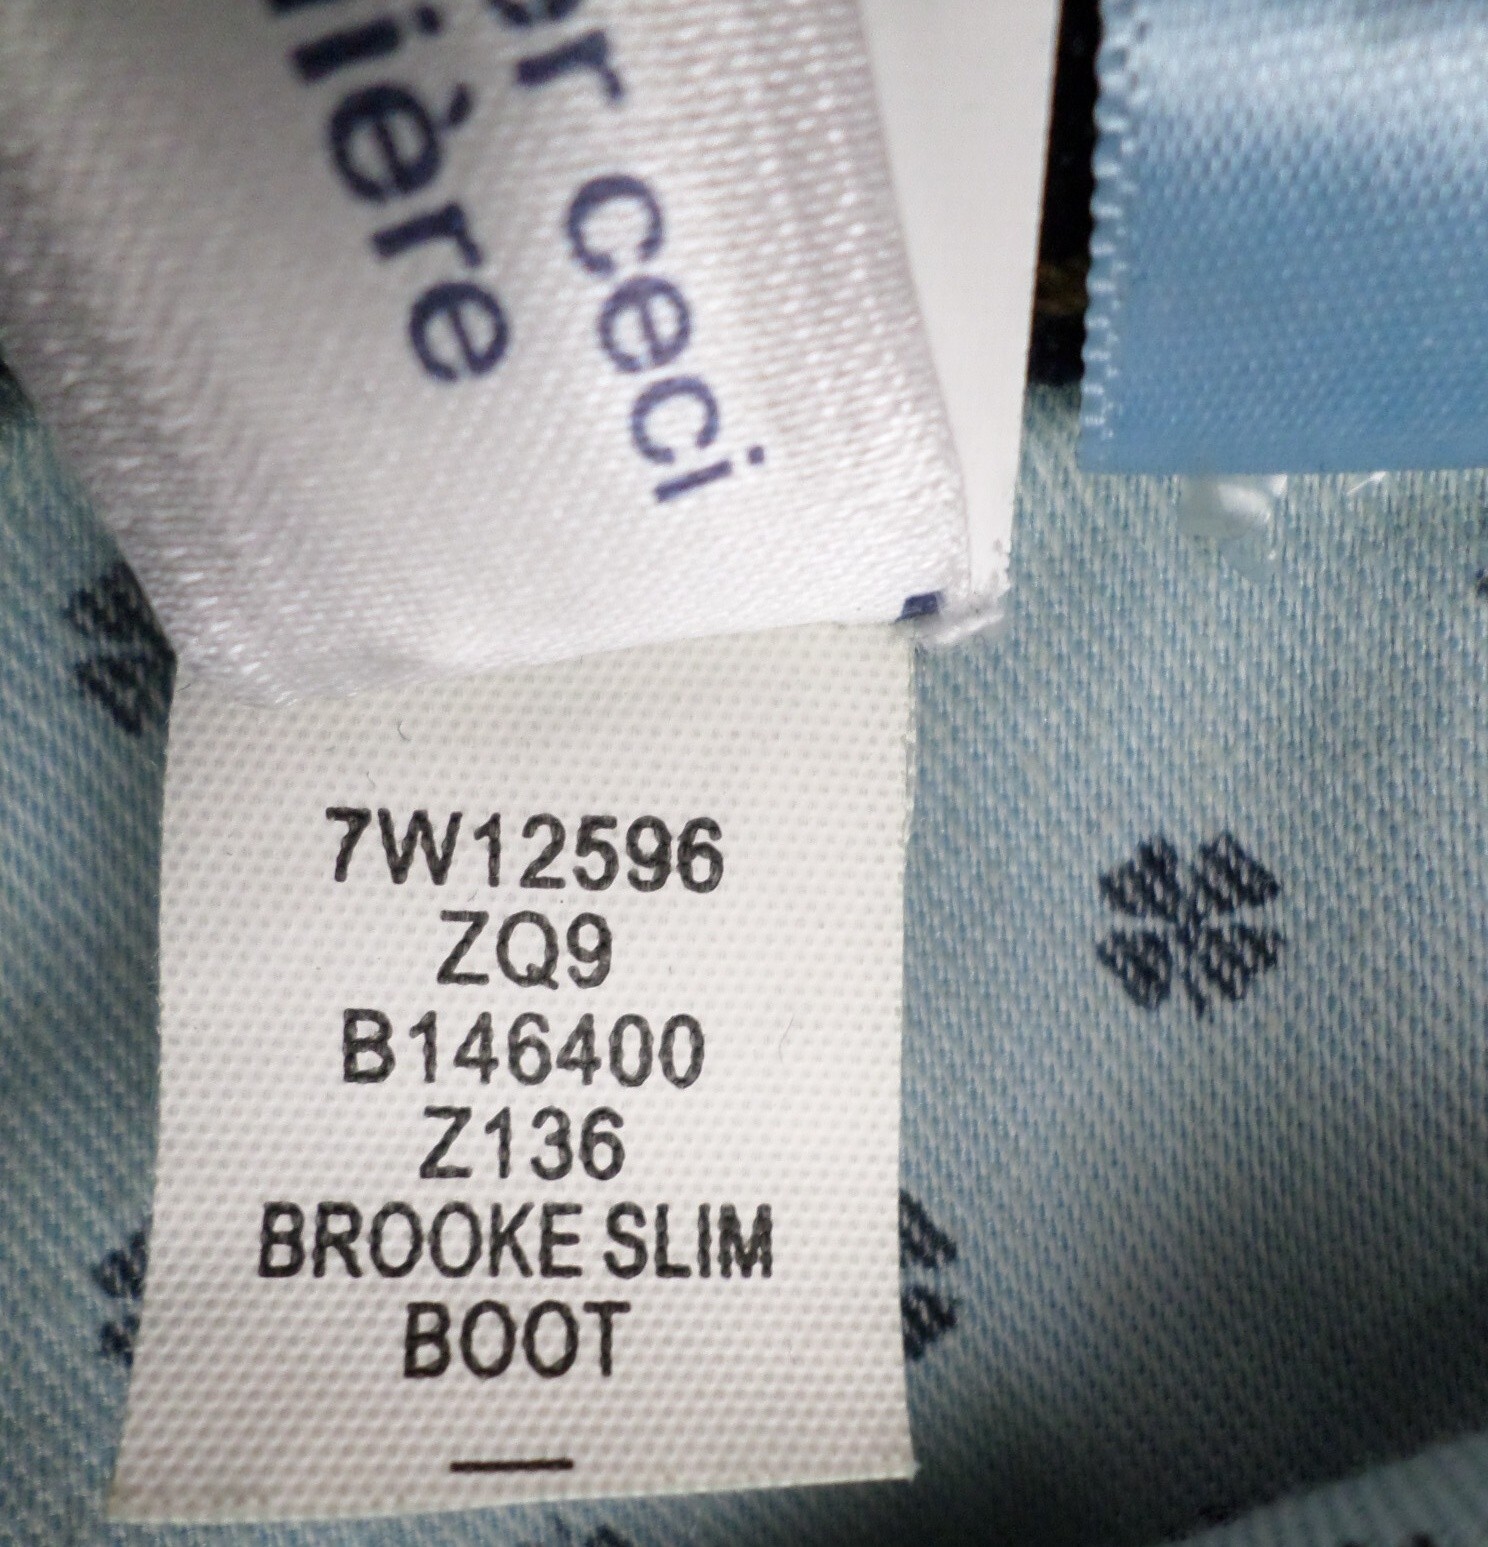 er ceci
ière
7W12596
ZQ9
B146400
Z136
BROOKE SLIM
BOOT